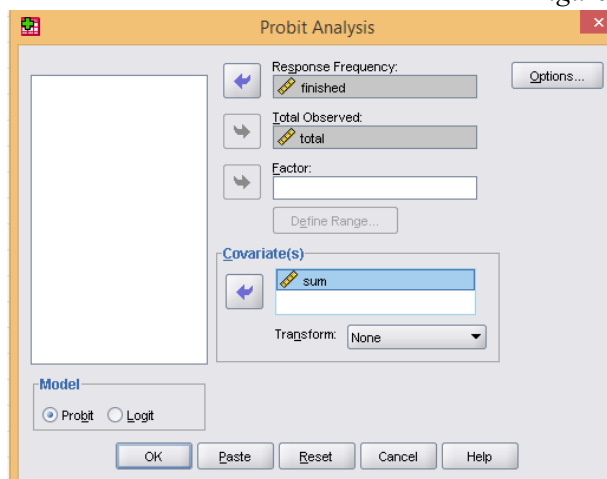 Probit Analysis
Response Frequency:
finished
Options...
Total Observed:
total
Factor:
Define Range...
Covariate(s)
sum
Transform: None
Model
Probit Logit
OK Paste Reset Cancel Help